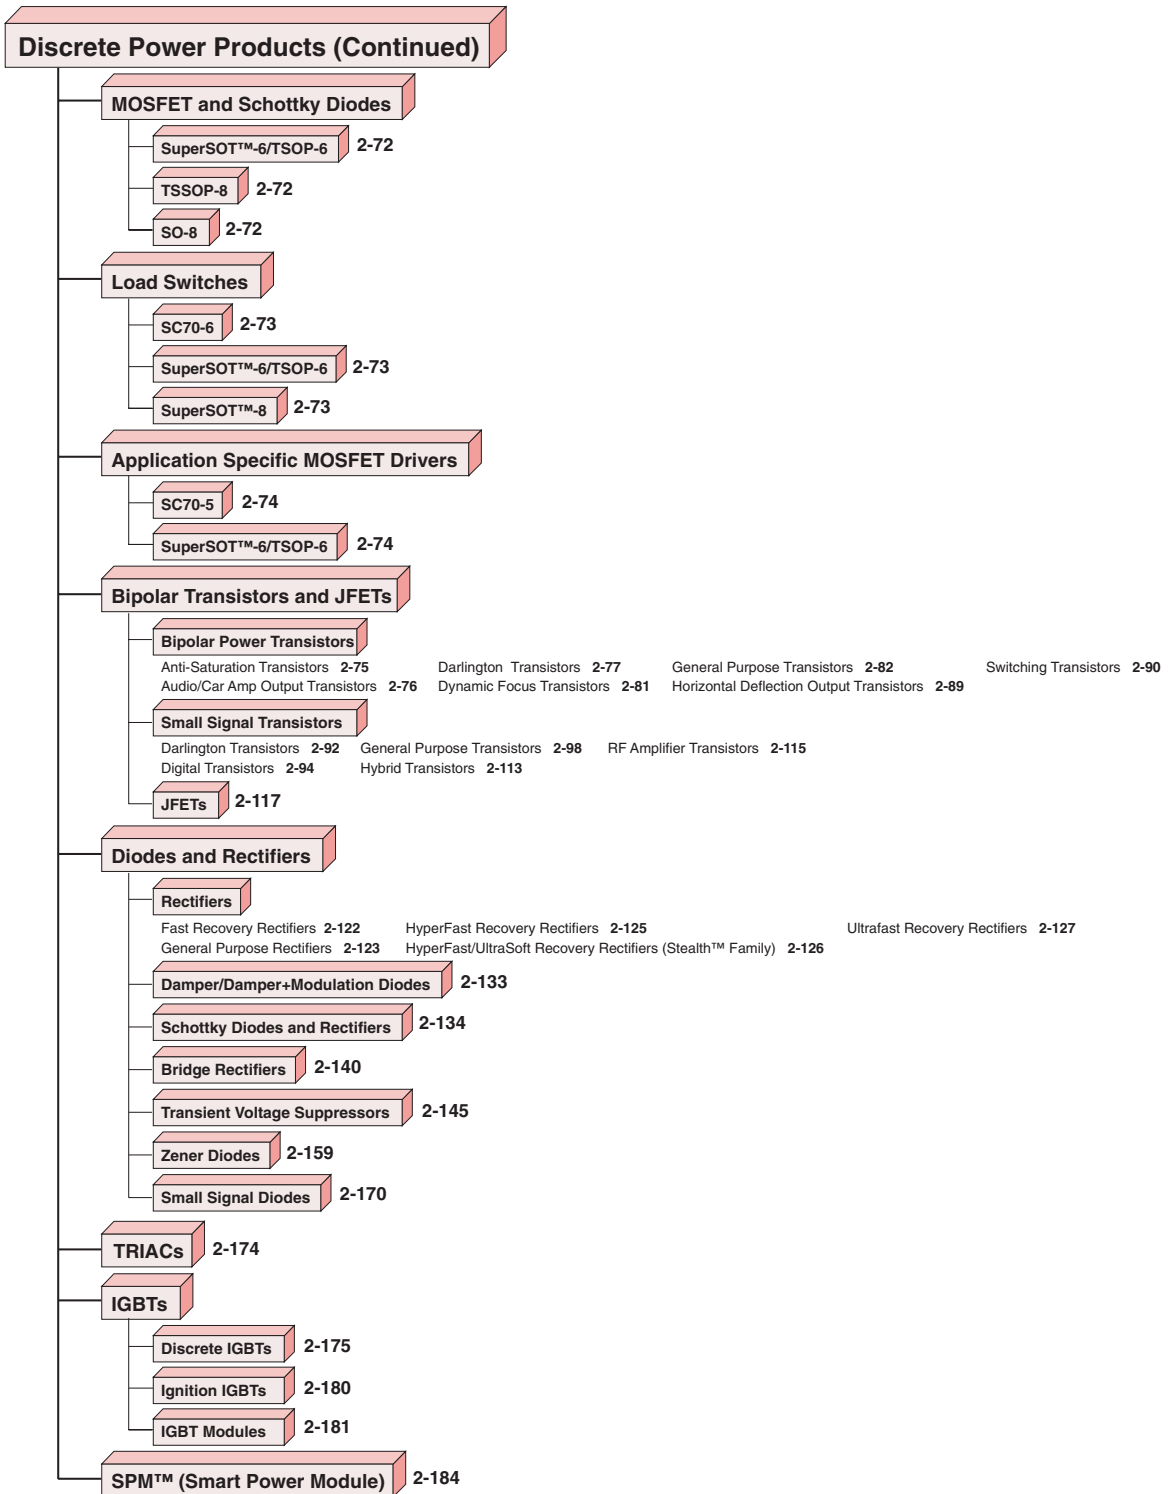 Discrete Power Products (Continued)
MOSFET and Schottky Diodes
SuperSOT™-6/TSOP-6 2-72
TSSOP-8 2-72
SO-8 2-72
Load Switches
SC70-6 2-73
SuperSOT™-6/TSOP-6 2-73
SuperSOT™-8 2-73
Application Specific MOSFET Drivers
SC70-5 2-74
SuperSOT™-6/TSOP-6 2-74
Bipolar Transistors and JFETs
Bipolar Power Transistors
Anti-Saturation Transistors 2-75 Darlington Transistors 2-77 General Purpose Transistors 2-82 Switching Transistors 2-90
Audio/Car Amp Output Transistors 2-76 Dynamic Focus Transistors 2-81 Horizontal Deflection Output Transistors 2-89
Small Signal Transistors
Darlington Transistors 2-92 General Purpose Transistors 2-98 RF Amplifier Transistors 2-115
Digital Transistors 2-94 Hybrid Transistors 2-113
JFETs 2-117
Diodes and Rectifiers
Rectifiers
Fast Recovery Rectifiers 2-122 HyperFast Recovery Rectifiers 2-125 Ultrafast Recovery Rectifiers 2-127
General Purpose Rectifiers 2-123 HyperFast/UltraSoft Recovery Rectifiers (Stealth™ Family) 2-126
Damper/Damper+Modulation Diodes 2-133
Schottky Diodes and Rectifiers 2-134
Bridge Rectifiers 2-140
Transient Voltage Suppressors 2-145
Zener Diodes 2-159
Small Signal Diodes 2-170
TRIACs 2-174
IGBTs
Discrete IGBTs 2-175
Ignition IGBTs 2-180
IGBT Modules 2-181
SPM™ (Smart Power Module) 2-184